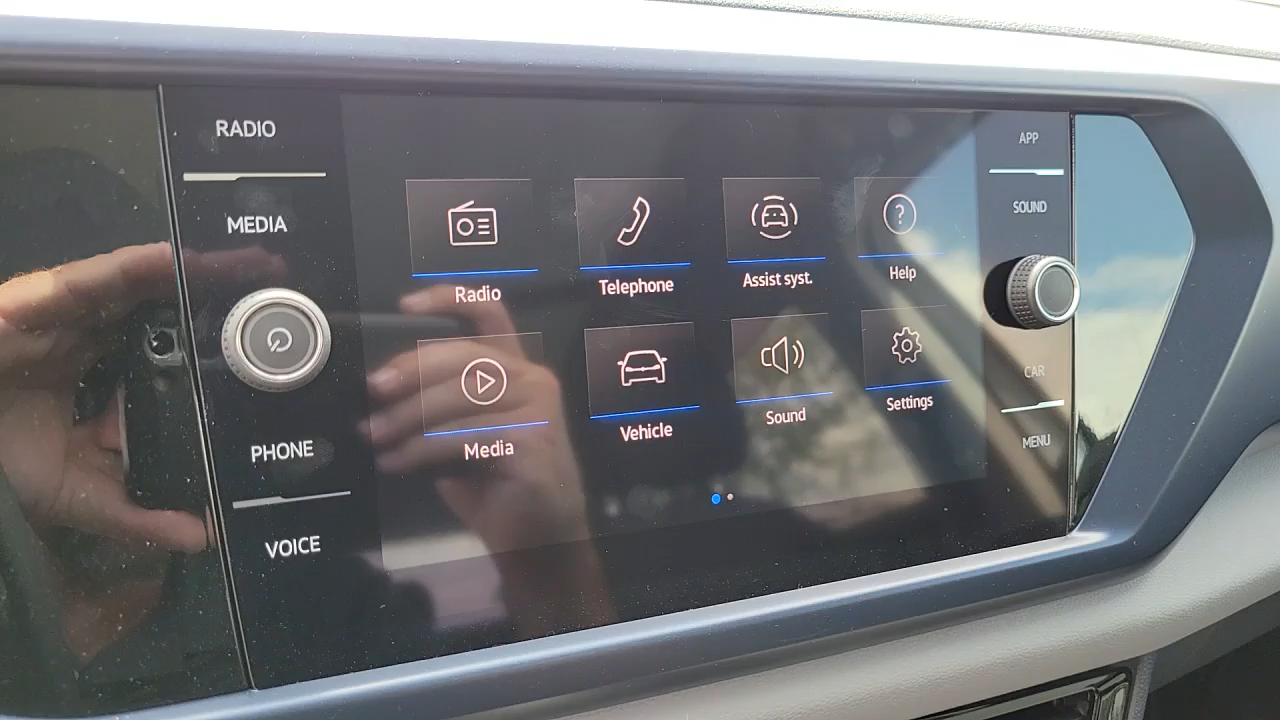 RADIO
MEDIA
PHONE
VOICE
Radio
Telephone
Assist syst.
Help
Media
Vehicle
Sound
Settings
APP
SOUND
CAR
MENU